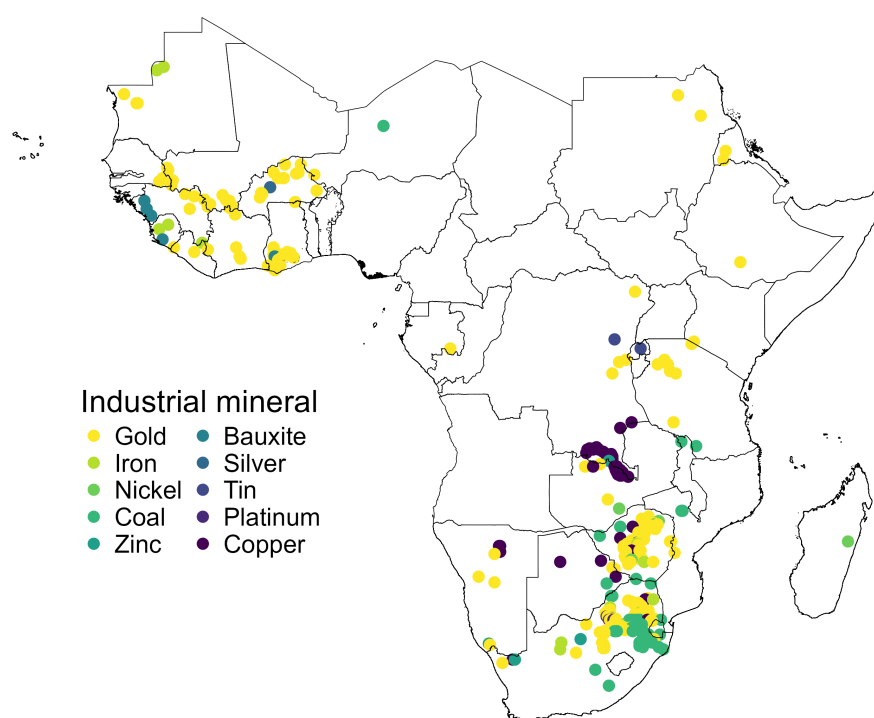 Industrial mineral
Gold
Iron
Nickel
Coal
Zinc
Bauxite
Silver
Tin
Platinum
Copper